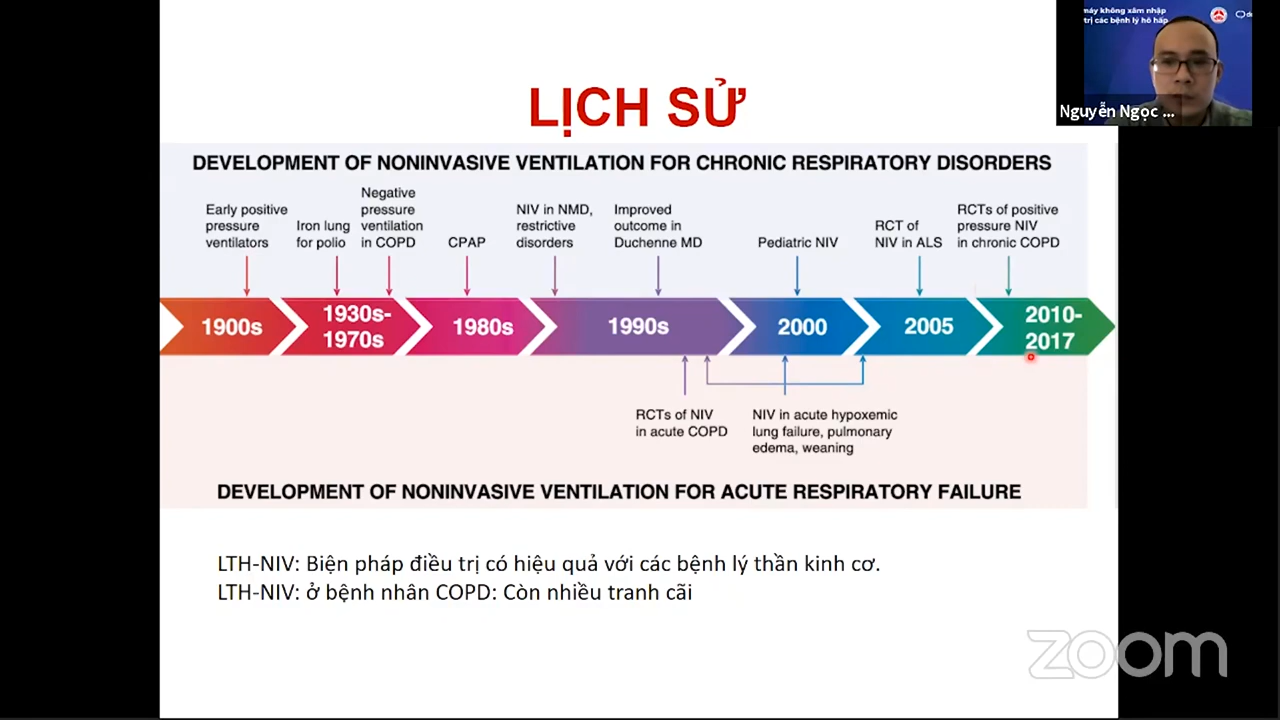 máy không xâm nhập
trị các bệnh lý hô hấp
Nguyễn Ngọc ...
LỊCH SỬ
DEVELOPMENT OF NONINVASIVE VENTILATION FOR CHRONIC RESPIRATORY DISORDERS
Early positive
pressure
ventilators
Iron lung
for polio
Negative
pressure
ventilation
in COPD
CPAP
NIV in NMD,
restrictive
disorders
Improved
outcome in
Duchenne MD
Pediatric NIV
RCT of
NIV in ALS
RCTs of positive
pressure NIV
in chronic COPD
1900s
1930s-
1970s
1980s
1990s
2000
2005
2010-
2017
RCTs of NIV
in acute COPD
NIV in acute hypoxemic
lung failure, pulmonary
edema, weaning
DEVELOPMENT OF NONINVASIVE VENTILATION FOR ACUTE RESPIRATORY FAILURE
LTH-NIV: Biện pháp điều trị có hiệu quả với các bệnh lý thần kinh cơ.
LTH-NIV: ở bệnh nhân COPD: Còn nhiều tranh cãi
zoom